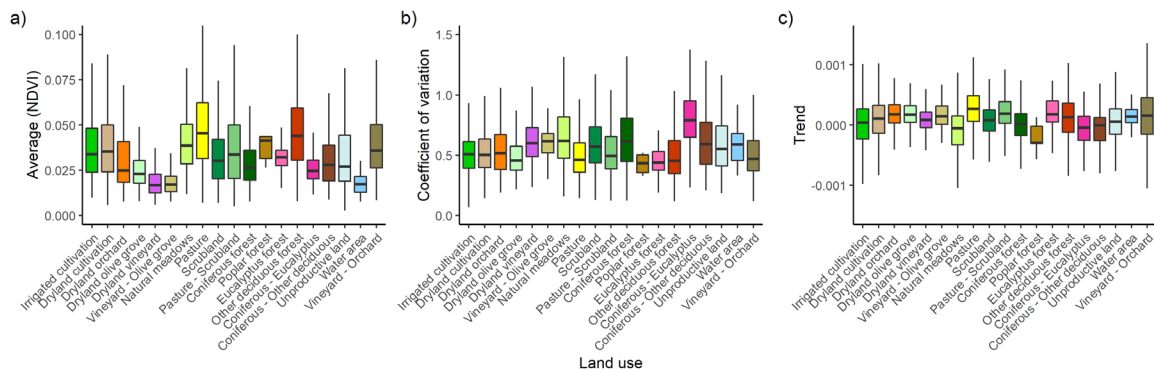 a)
Average (NDVI)
0.100
0.075
0.050
0.025
0.000
Irrigated cultivation
Dryland cultivation
Dryland orchard
Dryland olive grove
Dryland vineyard
Vineyard - Olive grove
Natural meadows
Pasture
Scrubland
Pasture - Scrubland
Coniferous forest
Poplar forest
Eucalyptus forest
Other deciduous forest
Coniferous - Eucalyptus
Coniferous - Other deciduous
Unproductive land
Water area
Vineyard - Orchard
b)
Coefficient of variation
1.5
1.0
0.5
0.0
Irrigated cultivation
Dryland cultivation
Dryland orchard
Dryland olive grove
Dryland vineyard
Vineyard - Olive grove
Natural meadows
Pasture
Scrubland
Pasture - Scrubland
Coniferous forest
Poplar forest
Eucalyptus forest
Other deciduous forest
Coniferous - Eucalyptus
Coniferous - Other deciduous
Unproductive land
Water area
Vineyard - Orchard
Land use
c)
Trend
0.001
0.000
-0.001
Irrigated cultivation
Dryland cultivation
Dryland orchard
Dryland olive grove
Dryland vineyard
Vineyard - Olive grove
Natural meadows
Pasture
Scrubland
Pasture - Scrubland
Coniferous forest
Poplar forest
Eucalyptus forest
Other deciduous forest
Coniferous - Eucalyptus
Coniferous - Other deciduous
Unproductive land
Water area
Vineyard - Orchard